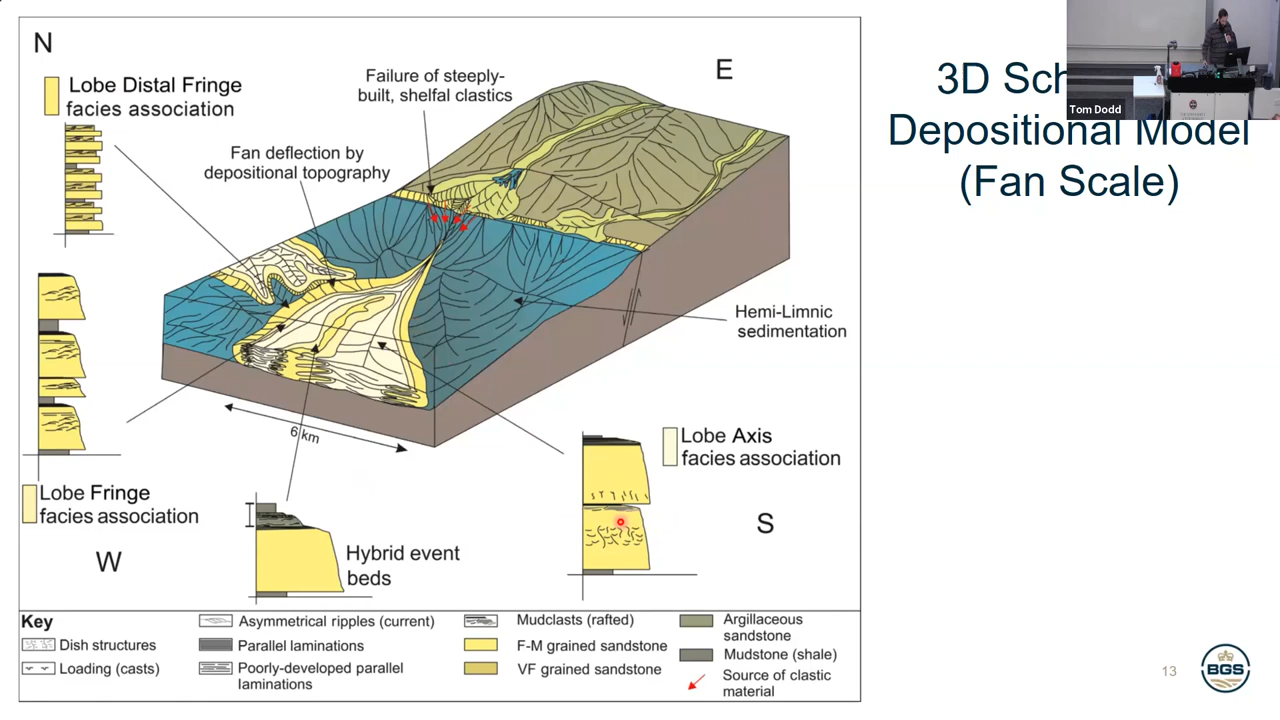 N
E
Lobe Distal Fringe
facies association
Failure of steeply-
built, shelfal clastics
Fan deflection by
depositional topography
3D Sch
Tom Dodd
Depositional Model
(Fan Scale)
Hemi-Limnic
sedimentation
6 km
Lobe Axis
facies association
Lobe Fringe
facies association
W
Hybrid event
beds
S
Key
Dish structures
Loading (casts)
Asymmetrical ripples (current)
Parallel laminations
Poorly-developed parallel
laminations
Mudclasts (rafted)
F-M grained sandstone
VF grained sandstone
Argillaceous
sandstone
Mudstone (shale)
Source of clastic
material
13
BGS